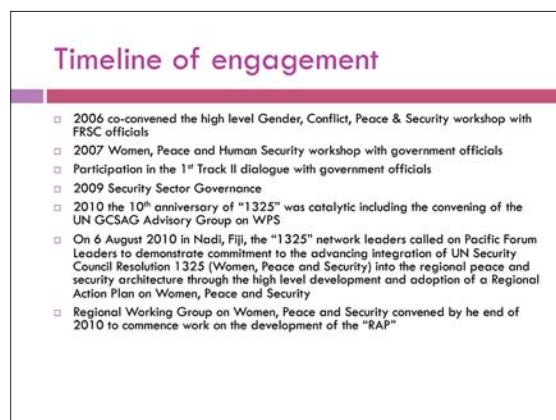 Timeline of engagement
2006 co-convened the high level Gender, Conflict, Peace & Security workshop with
FRSC officials
2007 Women, Peace and Human Security workshop with government officials
Participation in the 1st Track II dialogue with government officials
2009 Security Sector Governance
2010 the 10th anniversary of “1325” was catalytic including the convening of the
UN GCSAG Advisory Group on WPS
On 6 August 2010 in Nadi, Fiji, the “1325” network leaders called on Pacific Forum
Leaders to demonstrate commitment to the advancing integration of UN Security
Council Resolution 1325 (Women, Peace and Security) into the regional peace and
security architecture through the high level development and adoption of a Regional
Action Plan on Women, Peace and Security
Regional Working Group on Women, Peace and Security convened by he end of
2010 to commence work on the development of the “RAP”